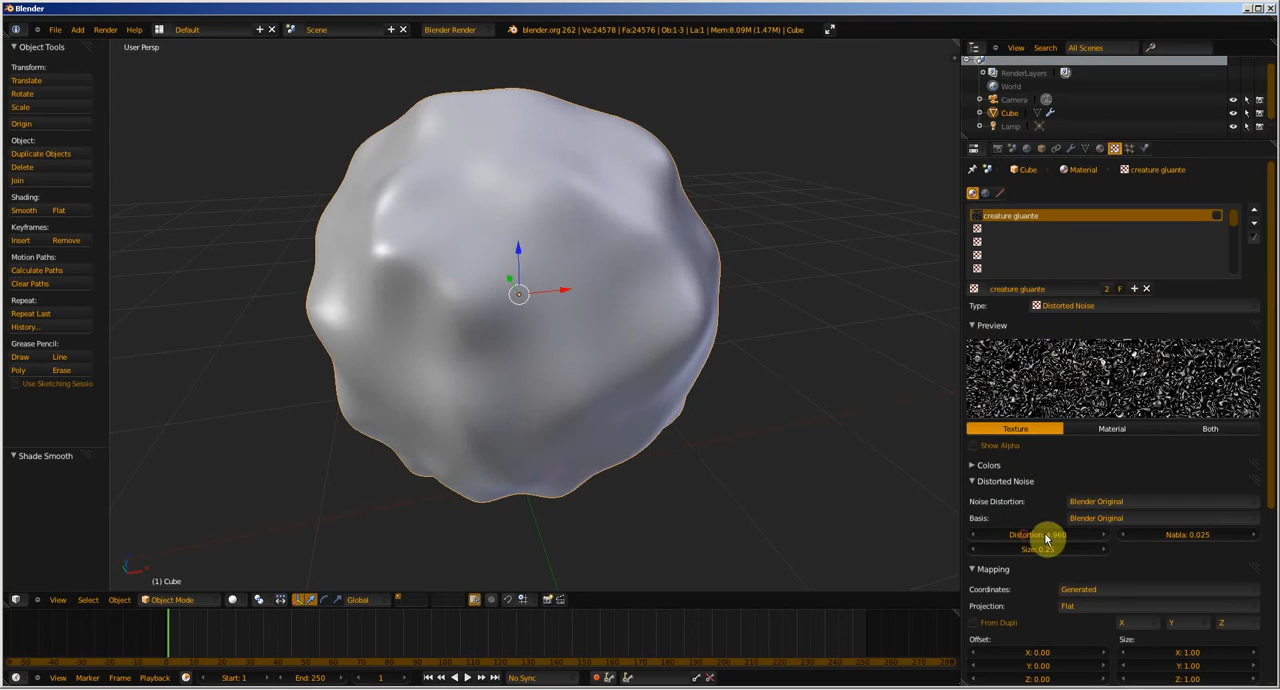 Blender
File Add Render Help Default Scene Blender Render blender.org 262 | Ve:24578 | Fa:24576 | Ob:1-3 | La:1 | Mem:8.09M (1.47M) | Cube
Object Tools
Transform:
Translate
Rotate
Scale
Origin
Object:
Duplicate Objects
Delete
Join
Shading:
Smooth Flat
Keyframes:
Insert Remove
Motion Paths:
Calculate Paths
Clear Paths
Repeat:
Repeat Last
History...
Grease Pencil:
Draw Line
Poly Erase
Use Sketching Sessio
Shade Smooth
User Persp
(1) Cube
View Select Object Object Mode Global
View Marker Frame Playback Start: 1 End: 250 1 No Sync
View Search All Scenes
RenderLayers
World
Camera
Cube
Lamp
Cube Material creature gluante
creature gluante
creature gluante 2 F
Type: Distorted Noise
Preview
Texture Material Both
Show Alpha
Colors
Distorted Noise
Noise Distortion: Blender Original
Basis: Blender Original
Nabla: 0.025
Size: 0.25
Mapping
Coordinates: Generated
Projection: Flat
From Dupli X Y Z
Offset: Size:
X: 0.00 X: 1.00
Y: 0.00 Y: 1.00
Z: 0.00 Z: 1.00